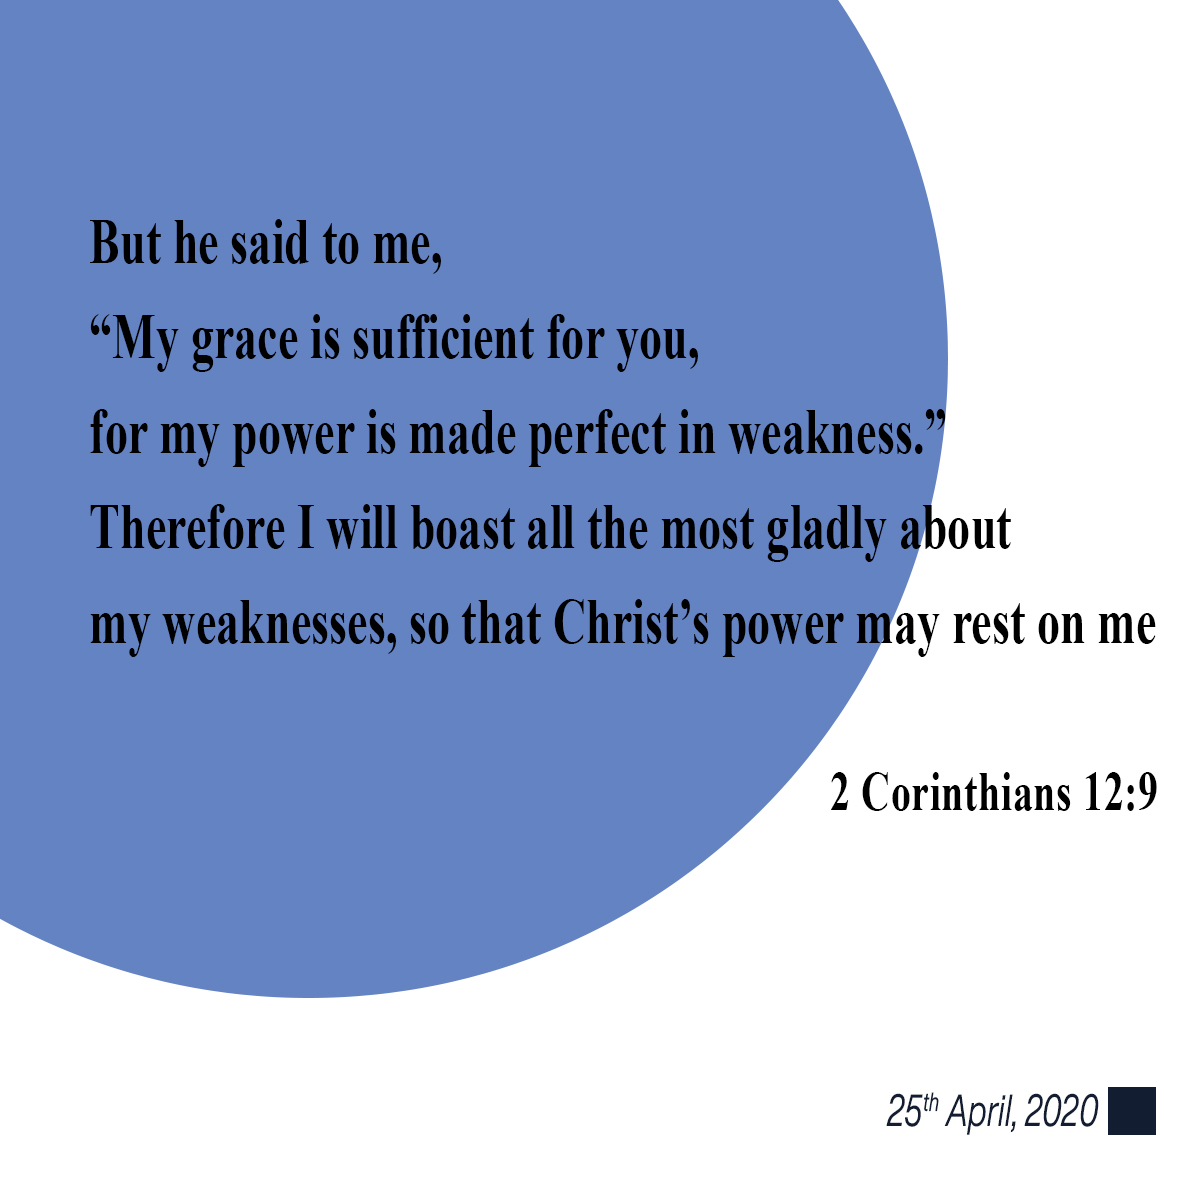 But he said to me,
“My grace is sufficient for you,
for my power is made perfect in weakness.”
Therefore I will boast all the most gladly about
my weaknesses, so that Christ’s power may rest on me
2 Corinthians 12:9
25th April, 2020